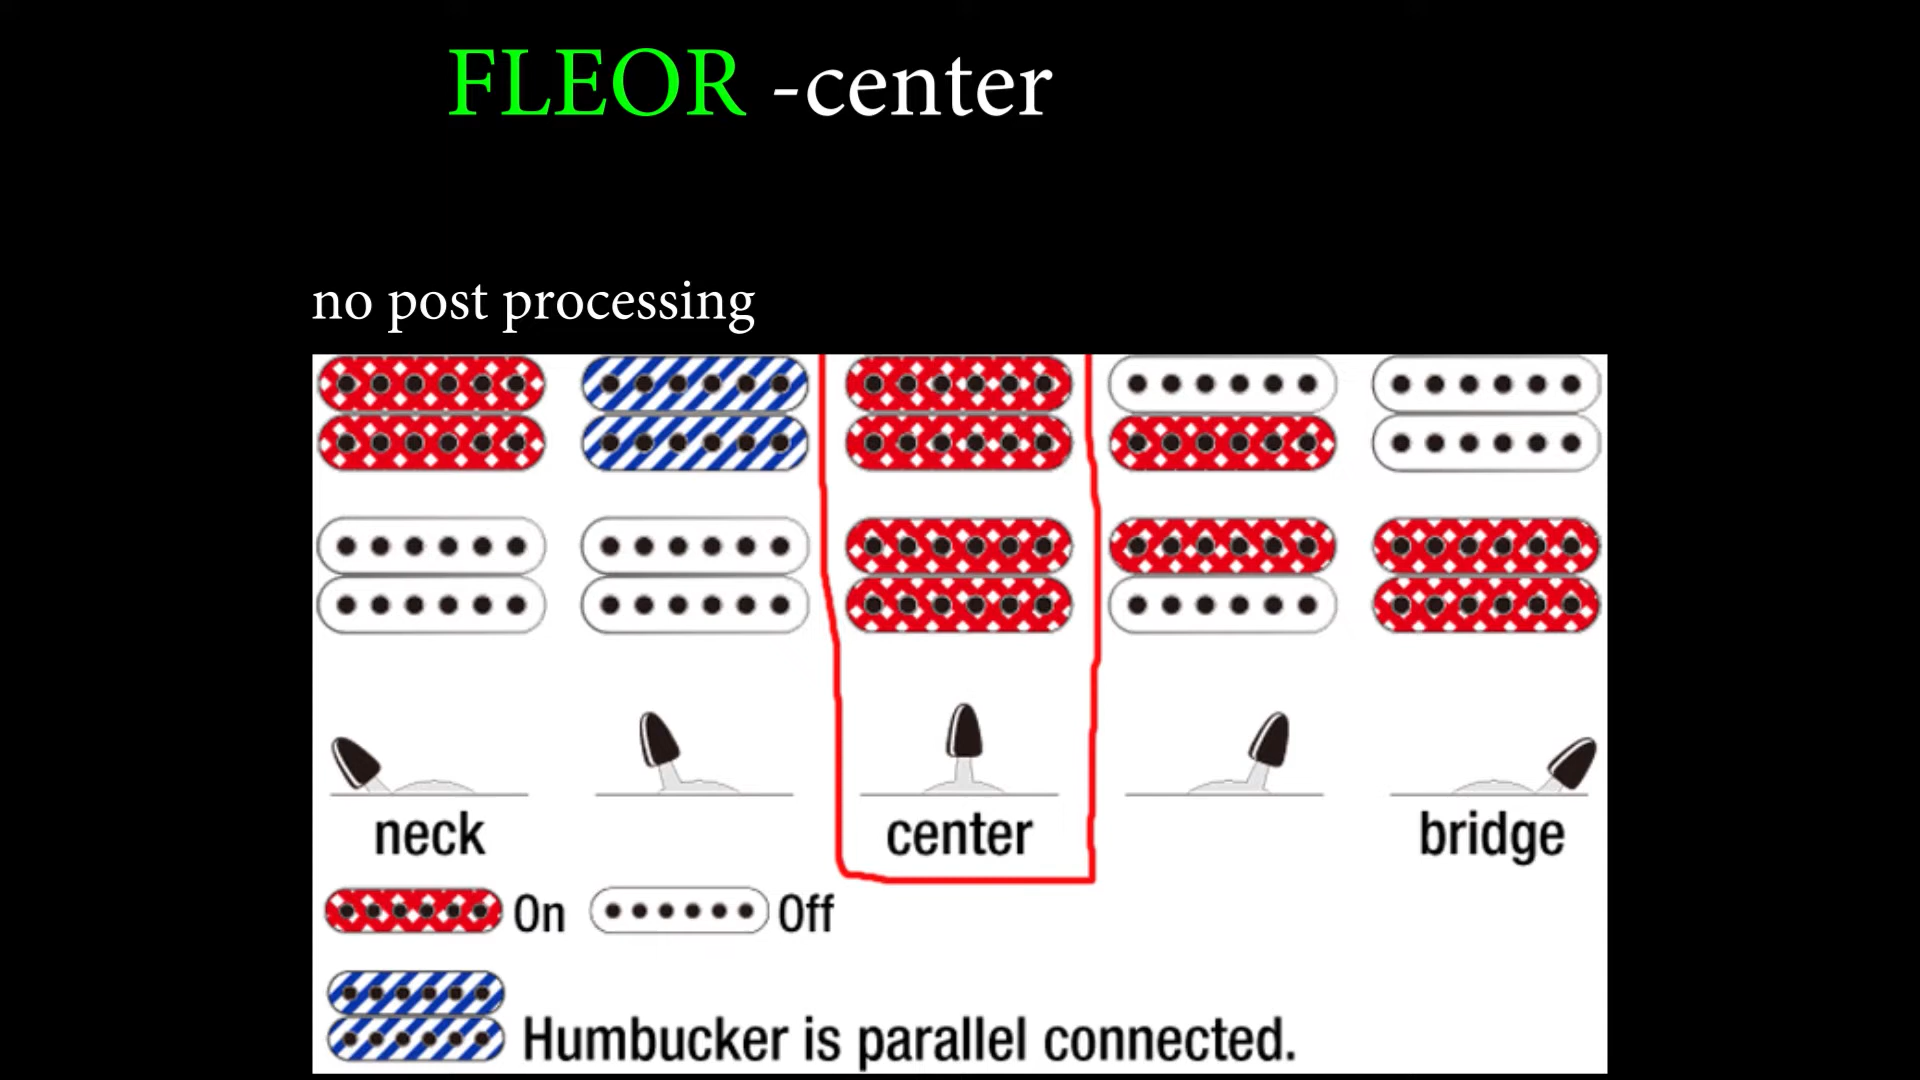 FLEOR -center
no post processing
neck center bridge
On Off
Humbucker is parallel connected.